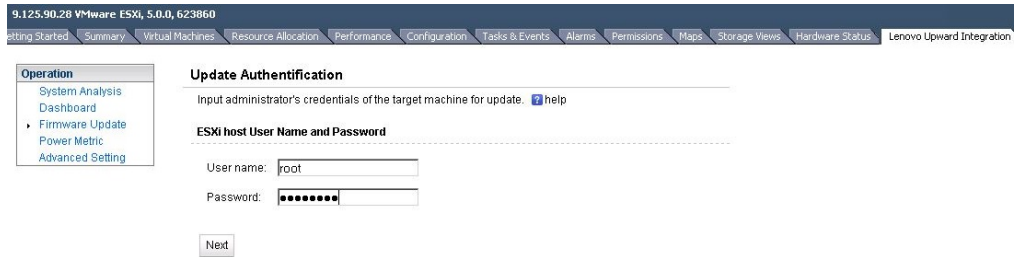 9.125.90.28 VMware ESXi, 5.0.0, 623860
etting Started Summary Virtual Machines Resource Allocation Performance Configuration Tasks & Events Alarms Permissions Maps Storage Views Hardware Status Lenovo Upward Integration
Operation
System Analysis
Dashboard
Firmware Update
Power Metric
Advanced Setting
Update Authentification
Input administrator's credentials of the target machine for update. ? help
ESXi host User Name and Password
User name: root
Password: ●●●●●●●●
Next